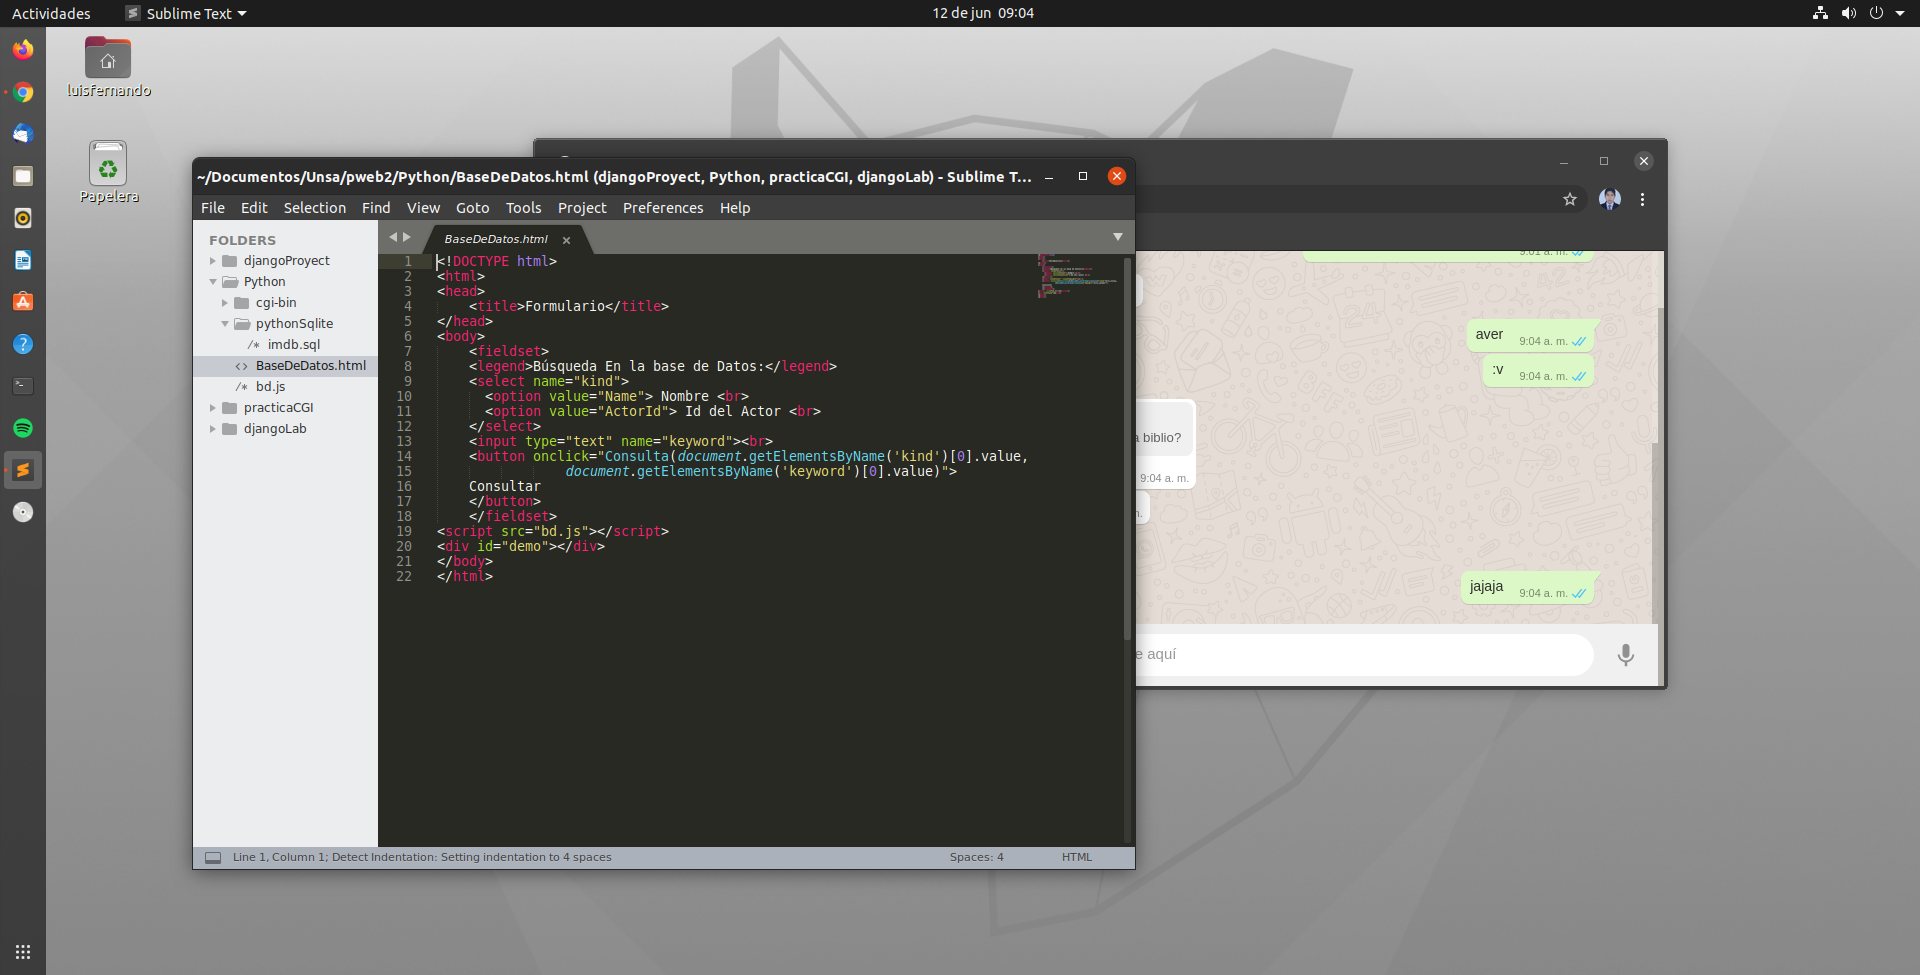 Actividades
Sublime Text
12 de jun 09:04
luisfernando
Papelera
~/Documentos/Unsa/pweb2/Python/BaseDeDatos.html (djangoProyect, Python, practicaCGI, djangoLab) - Sublime T...
File Edit Selection Find View Goto Tools Project Preferences Help
FOLDERS
djangoProyect
Python
cgi-bin
pythonSqlite
/* imdb.sql
<> BaseDeDatos.html
/* bd.js
practicaCGI
djangoLab
BaseDeDatos.html
1 <!DOCTYPE html>
2 <html>
3 <head>
4 <title>Formulario</title>
5 </head>
6 <body>
7 <fieldset>
8 <legend>Búsqueda En la base de Datos:</legend>
9 <select name="kind">
10 <option value="Name"> Nombre <br>
11 <option value="ActorId"> Id del Actor <br>
12 </select>
13 <input type="text" name="keyword"><br>
14 <button onclick="Consulta(document.getElementsByName('kind')[0].value,
15 document.getElementsByName('keyword')[0].value)">
16 Consultar
17 </button>
18 </fieldset>
19 <script src="bd.js"></script>
20 <div id="demo"></div>
21 </body>
22 </html>
Line 1, Column 1; Detect Indentation: Setting indentation to 4 spaces
Spaces: 4
HTML
9:01 a. m.
aver 9:04 a. m.
:v 9:04 a. m.
a biblio?
9:04 a. m.
m.
jajaja 9:04 a. m.
e aquí